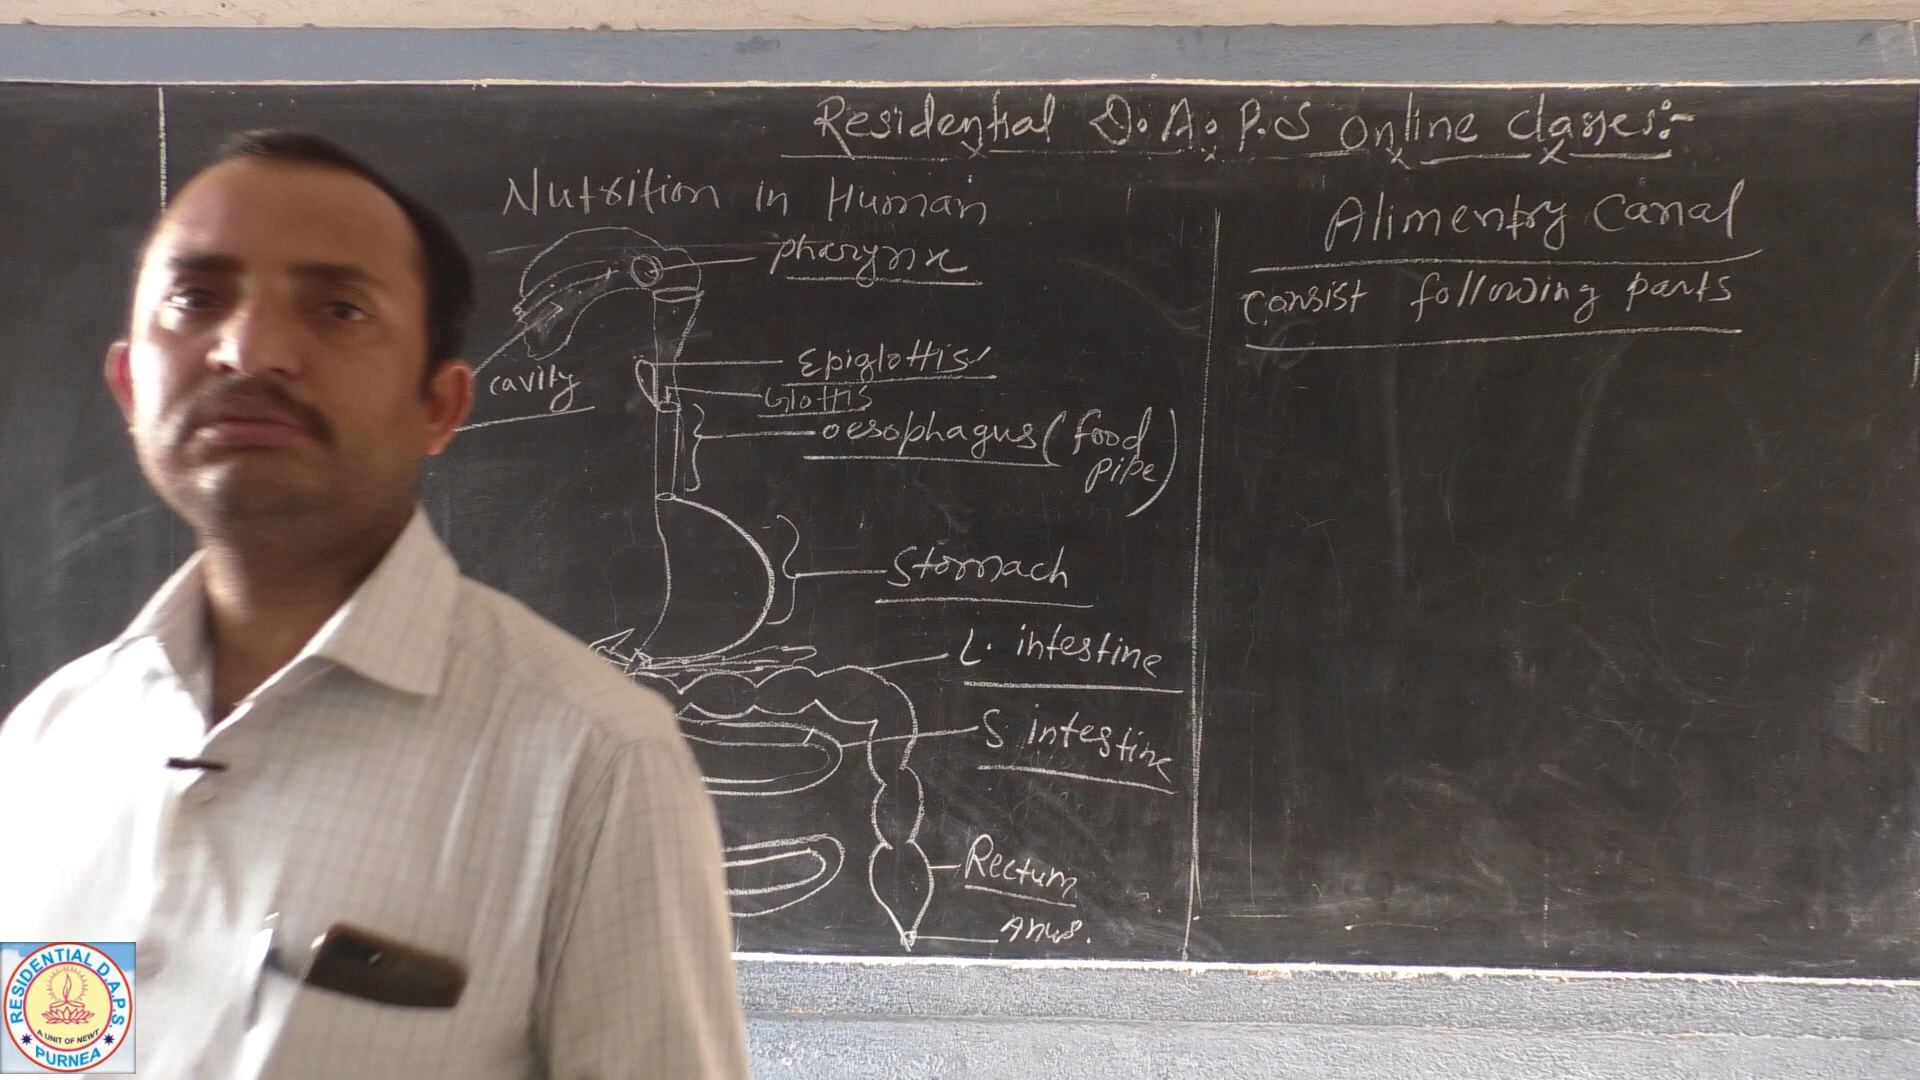 Residential D.A.P.S online classes:-
Nutrition in Human
pharynx
cavity
Epiglottis
Glottis
oesophagus (food
pipe)
Stomach
L. intestine
S intestine
Rectum
Anus.
Alimentry Canal
Consist following parts
RESIDENTIAL D.A.P.S.
A UNIT OF NEWT
PURNEA